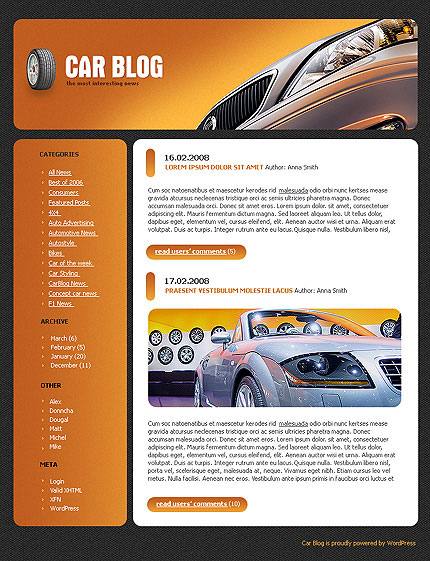 CAR BLOG
the most interesting news
CATEGORIES
All News
Best of 2006
Consumers
Featured Posts
4X4
Auto Advertising
Automotive News
Autostyle
Bikes
Car of the week
Car Styling
CarBlog News
Concept car news
F1 News
ARCHIVE
March (6)
February (5)
January (20)
December (11)
OTHER
Alex
Donncha
Dougal
Matt
Michel
Mike
META
Login
Valid XHTML
XFN
WordPress
16.02.2008
LOREM IPSUM DOLOR SIT AMET Author: Anna Smith
Cum soc natoenatibus et maescetur kerodes rid malesuada odio orbi nunc kertses mease
gravida atcursus neclecenas tristique orci ac semis ultricies pharetra magna. Donec
accumsan malesuada orci. Donec sit amet eros. Lorem ipsum dolor. sit amet, consectetuer
adipiscing elit. Mauris fermentum dictum magna. Sed laoreet aliquam leo. Ut tellus dolor,
dapibus eget, elementum vel, cursus eleifend, elit. Aenean auctor wisi et urna. Aliquam erat
volutpat. Duis ac turpis. Integer rutrum ante eu lacus.Quisque nulla. Vestibulum libero nisl,
read users' comments (5)
17.02.2008
PRAESENT VESTIBULUM MOLESTIE LACUS Author: Anna Smith
Cum soc natoenatibus et maescetur kerodes rid malesuada odio orbi nunc kertses mease
gravida atcursus neclecenas tristique orci ac semis ultricies pharetra magna. Donec
accumsan malesuada orci. Donec sit amet eros. Lorem ipsum dolor. sit amet, consectetuer
adipiscing elit. Mauris fermentum dictum magna. Sed laoreet aliquam leo. Ut tellus dolor,
dapibus eget, elementum vel, cursus eleifend, elit. Aenean auctor wisi et urna. Aliquam erat
volutpat. Duis ac turpis. Integer rutrum ante eu lacus.Quisque nulla. Vestibulum libero nisl,
porta vel, scelerisque eget, malesuada at, neque. Vivamus eget nibh. Etiam cursus leo vel
metus. Nulla facilisi. Aenean nec eros. Vestibulum ante ipsum primis in faucibus orci luctus et
read users' comments (10)
Car Blog is proudly powered by WordPress